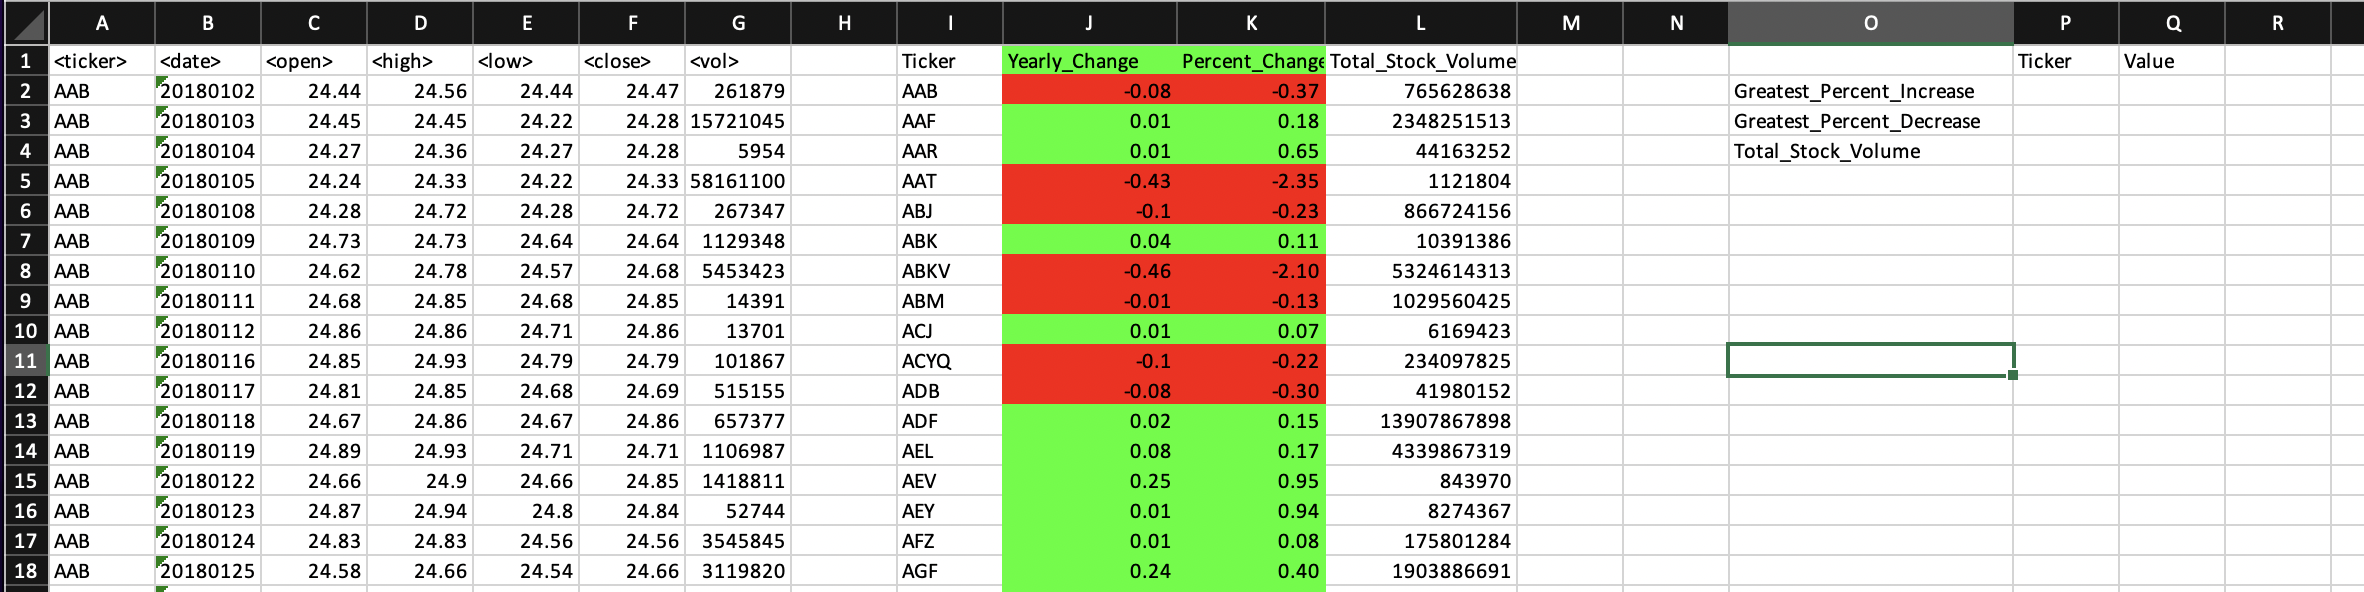 A B C D E F G H I J K L M N O P Q R
1 <ticker> <date> <open> <high> <low> <close> <vol> Ticker Yearly_Change Percent_Change Total_Stock_Volume Ticker Value
2 AAB 20180102 24.44 24.56 24.44 24.47 261879 AAB -0.08 -0.37 765628638 Greatest_Percent_Increase
3 AAB 20180103 24.45 24.45 24.22 24.28 15721045 AAF 0.01 0.18 2348251513 Greatest_Percent_Decrease
4 AAB 20180104 24.27 24.36 24.27 24.28 5954 AAR 0.01 0.65 44163252 Total_Stock_Volume
5 AAB 20180105 24.24 24.33 24.22 24.33 58161100 AAT -0.43 -2.35 1121804
6 AAB 20180108 24.28 24.72 24.28 24.72 267347 ABJ -0.1 -0.23 866724156
7 AAB 20180109 24.73 24.73 24.64 24.64 1129348 ABK 0.04 0.11 10391386
8 AAB 20180110 24.62 24.78 24.57 24.68 5453423 ABKV -0.46 -2.10 5324614313
9 AAB 20180111 24.68 24.85 24.68 24.85 14391 ABM -0.01 -0.13 1029560425
10 AAB 20180112 24.86 24.86 24.71 24.86 13701 ACJ 0.01 0.07 6169423
11 AAB 20180116 24.85 24.93 24.79 24.79 101867 ACYQ -0.1 -0.22 234097825
12 AAB 20180117 24.81 24.85 24.68 24.69 515155 ADB -0.08 -0.30 41980152
13 AAB 20180118 24.67 24.86 24.67 24.86 657377 ADF 0.02 0.15 13907867898
14 AAB 20180119 24.89 24.93 24.71 24.71 1106987 AEL 0.08 0.17 4339867319
15 AAB 20180122 24.66 24.9 24.66 24.85 1418811 AEV 0.25 0.95 843970
16 AAB 20180123 24.87 24.94 24.8 24.84 52744 AEY 0.01 0.94 8274367
17 AAB 20180124 24.83 24.83 24.56 24.56 3545845 AFZ 0.01 0.08 175801284
18 AAB 20180125 24.58 24.66 24.54 24.66 3119820 AGF 0.24 0.40 1903886691